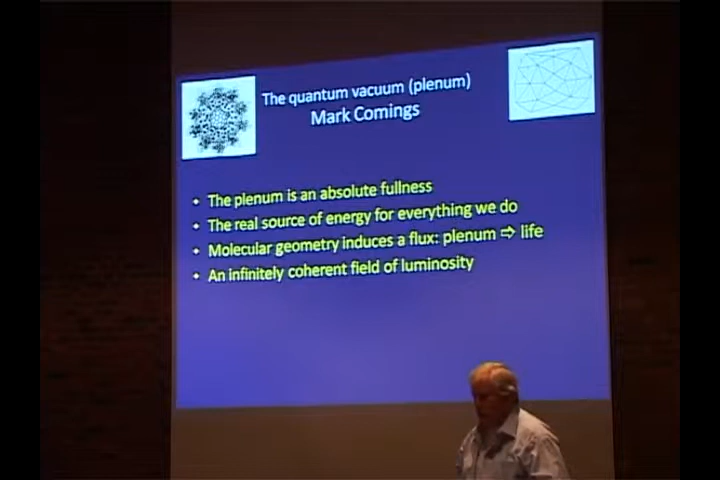 The quantum vacuum (plenum)
Mark Comings
• The plenum is an absolute fullness
• The real source of energy for everything we do
• Molecular geometry induces a flux: plenum ⇨ life
• An infinitely coherent field of luminosity